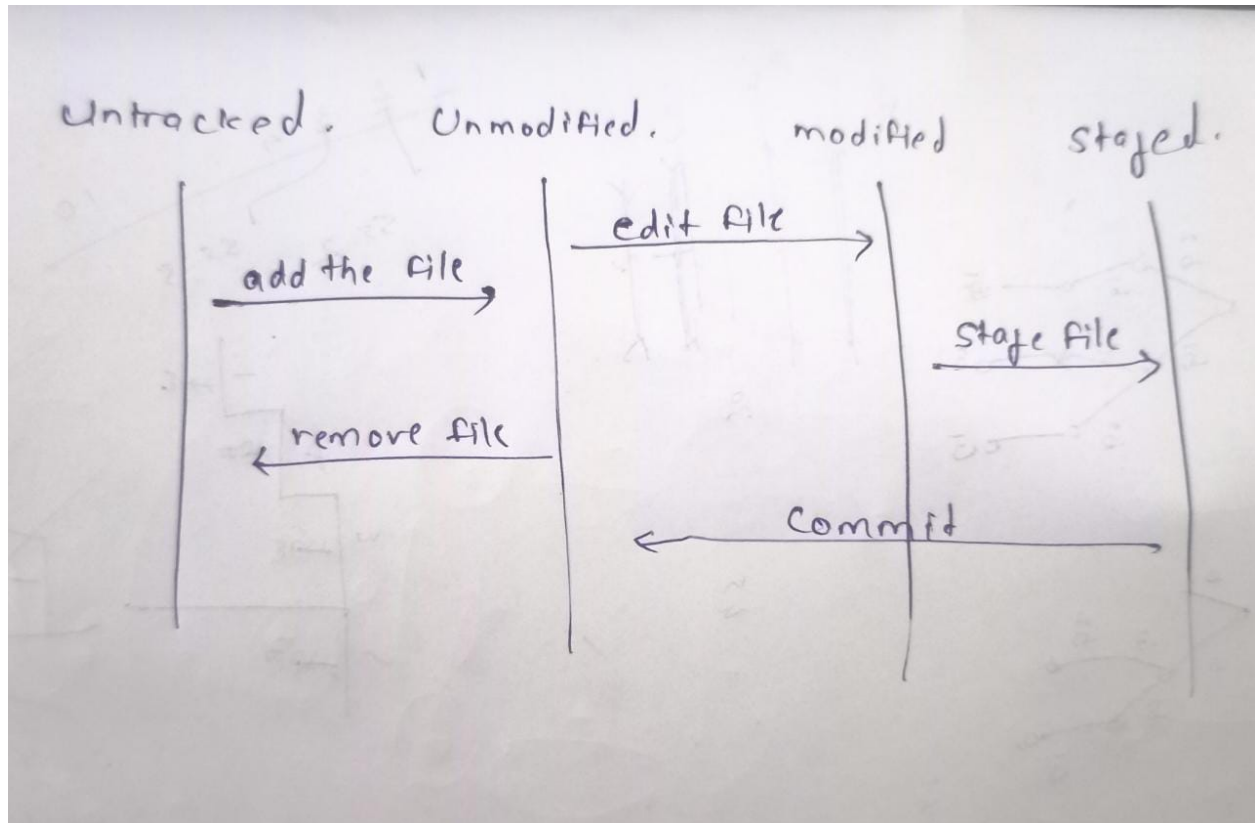 Untracked. Unmodified. modified staged.
edit file
add the file
stage file
remove file
Commit